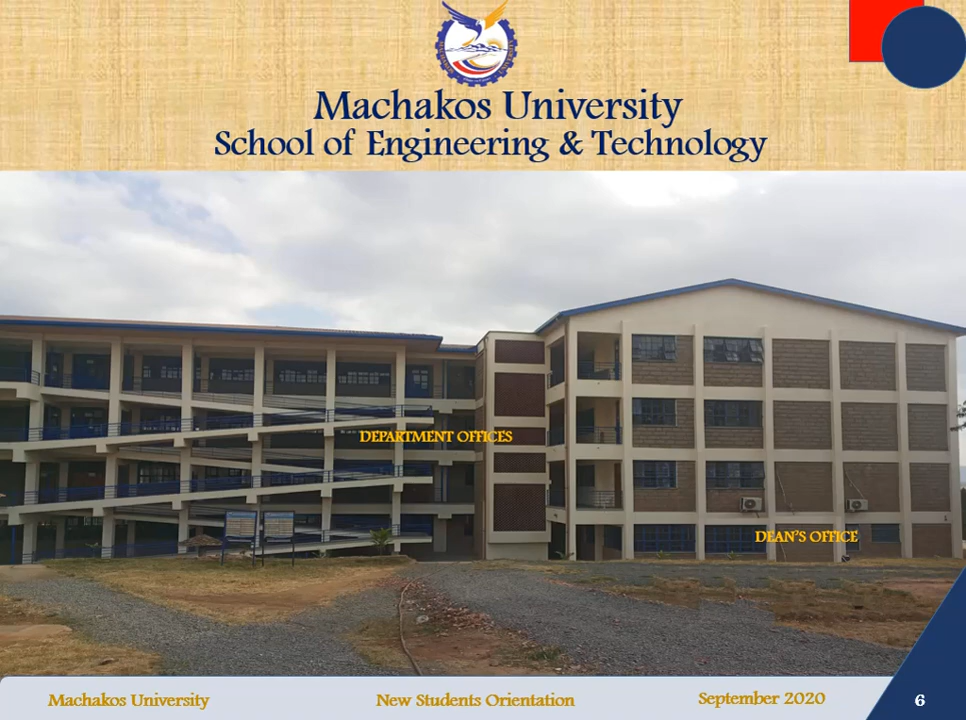 Machakos University
School of Engineering & Technology
DEPARTMENT OFFICES
DEAN'S OFFICE
Machakos University
New Students Orientation
September 2020
6